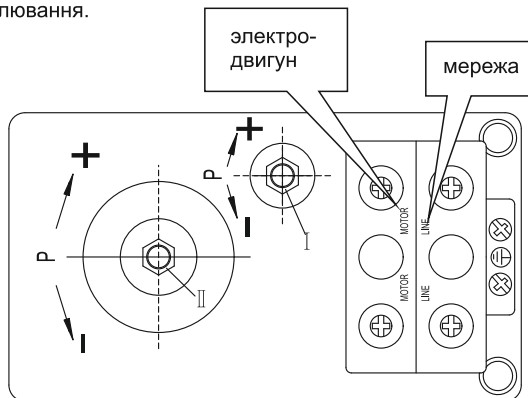 лювання.
электро-
двигун
мережа
+
+
P
P
-
-
I
II
MOTOR
LINE
MOTOR
LINE